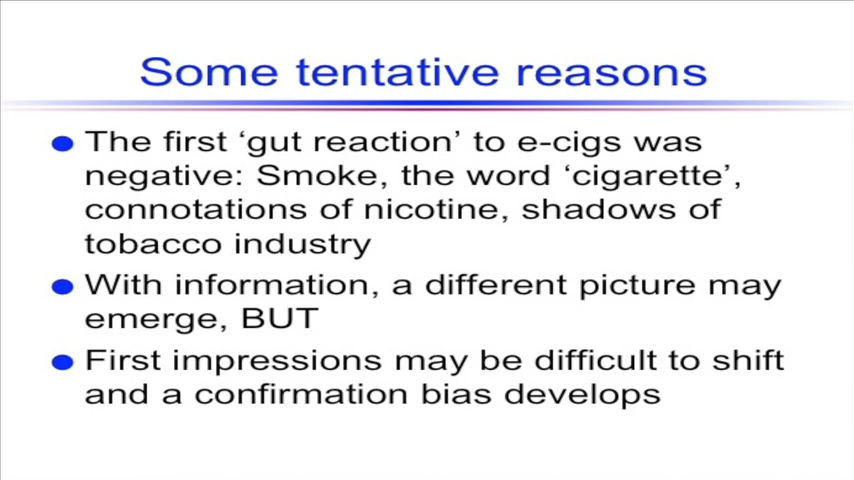 Some tentative reasons
The first ‘gut reaction’ to e-cigs was
negative: Smoke, the word ‘cigarette’,
connotations of nicotine, shadows of
tobacco industry
With information, a different picture may
emerge, BUT
First impressions may be difficult to shift
and a confirmation bias develops